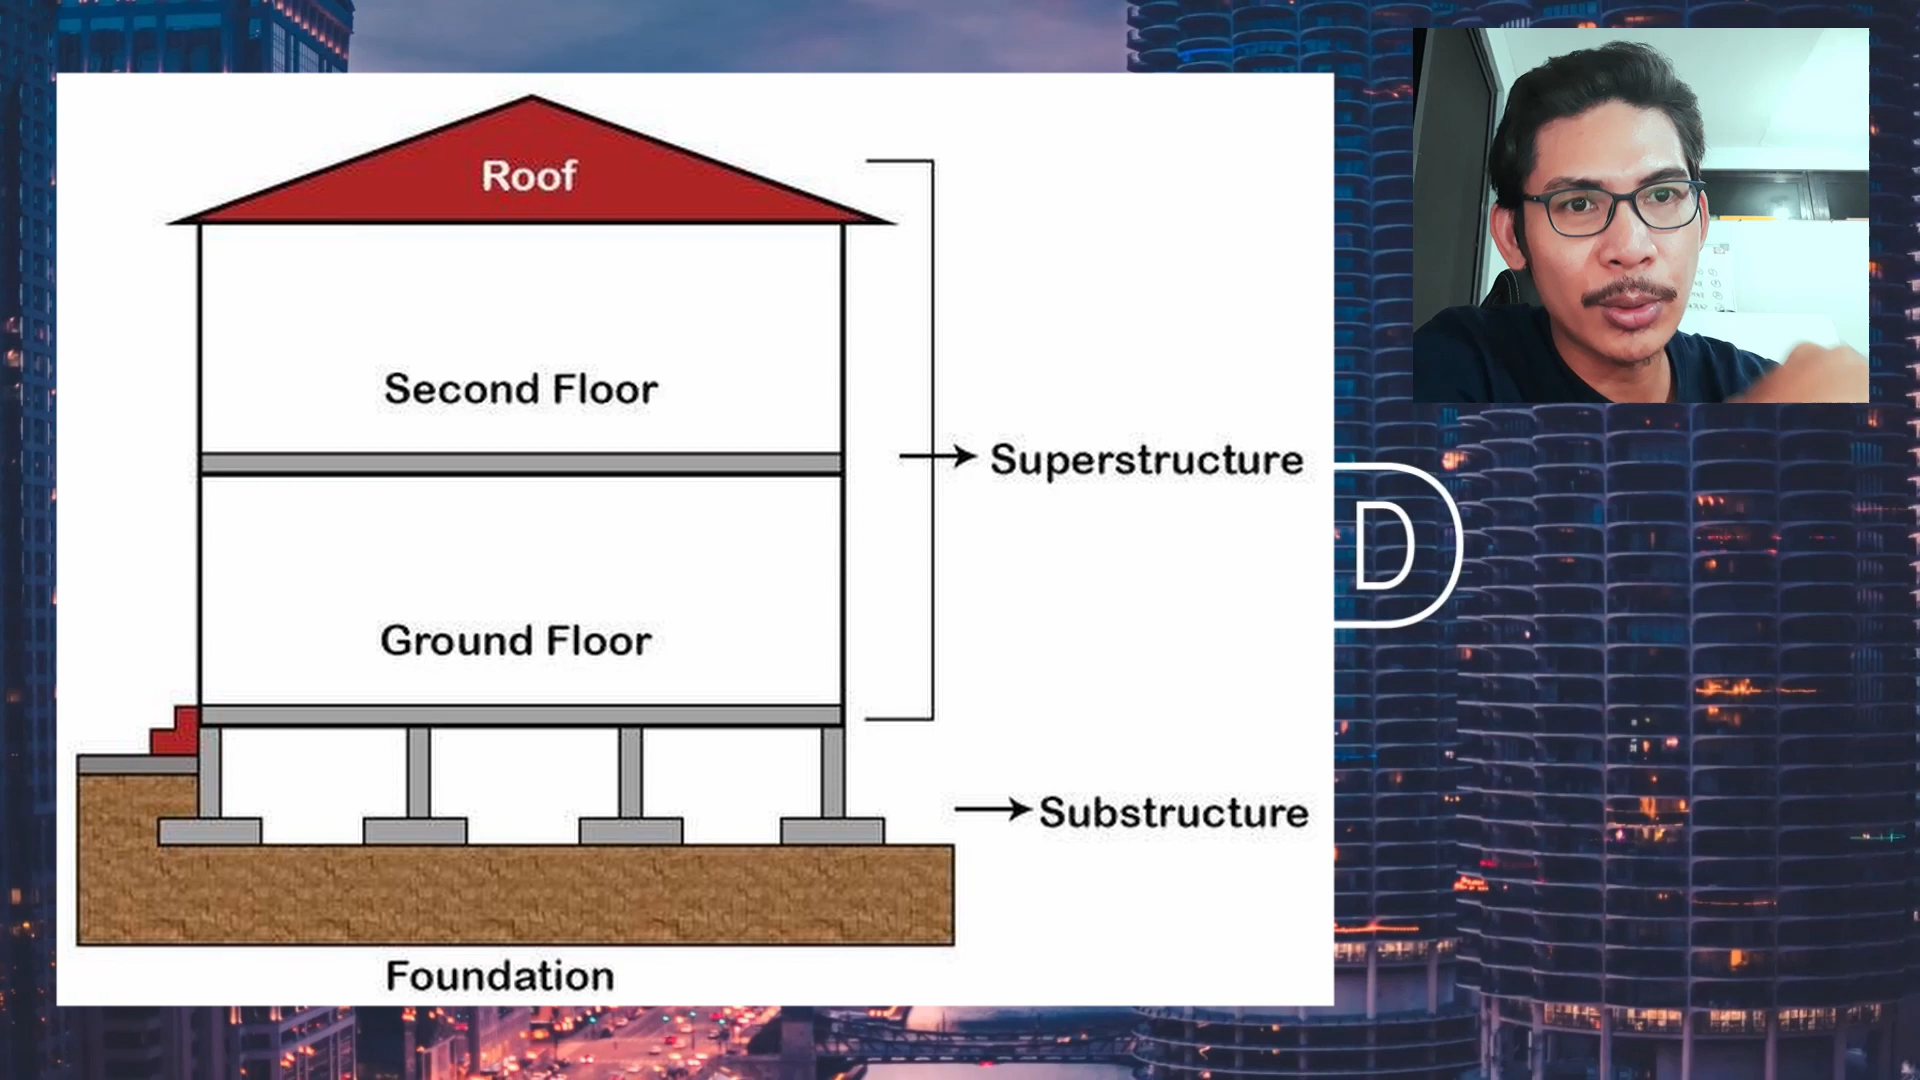 Roof
Second Floor
Superstructure
D
Ground Floor
Substructure
Foundation